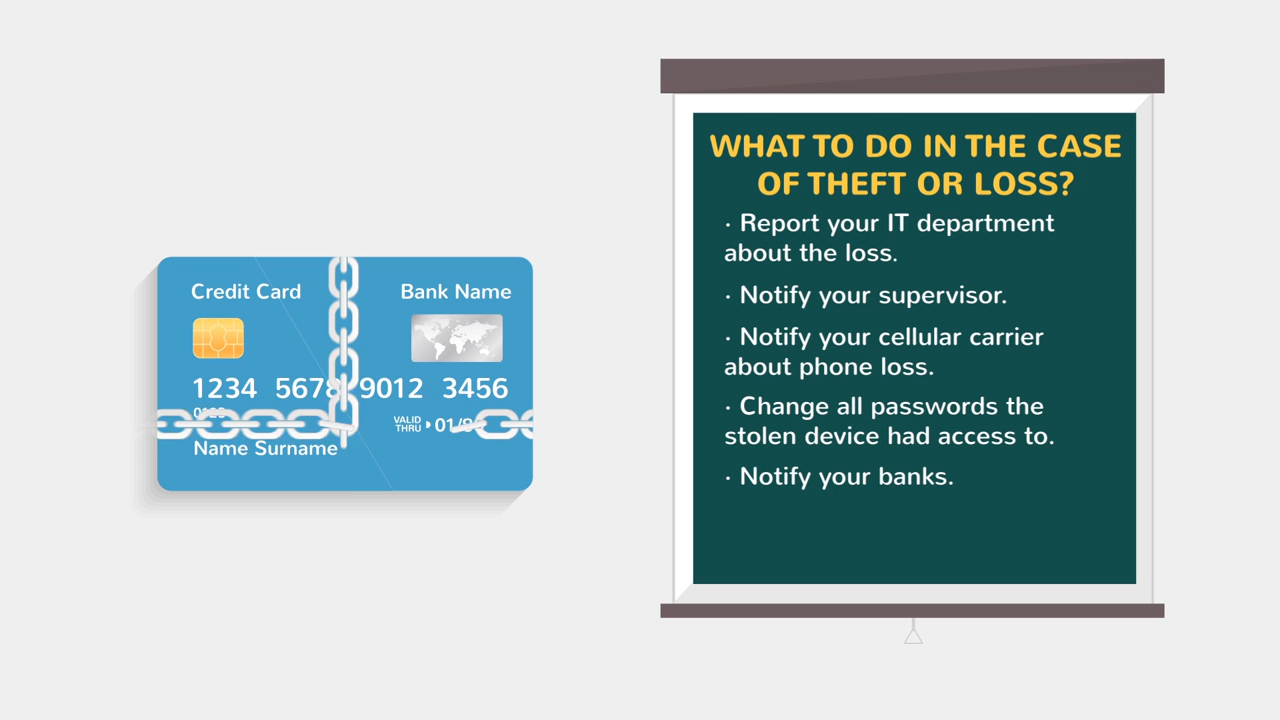 Credit Card
Bank Name
1234 5678 9012 3456
VALID
THRU
Name Surname
WHAT TO DO IN THE CASE
OF THEFT OR LOSS?
· Report your IT department
about the loss.
· Notify your supervisor.
· Notify your cellular carrier
about phone loss.
· Change all passwords the
stolen device had access to.
· Notify your banks.